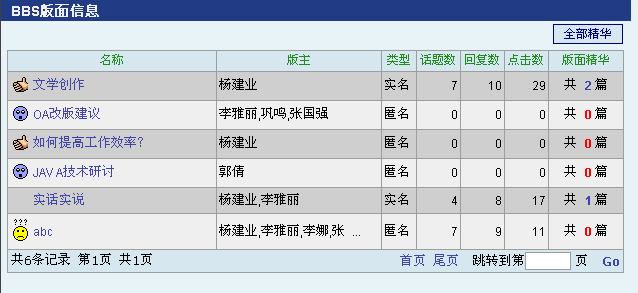 BBS版面信息
全部精华
名称 版主 类型 话题数 回复数 点击数 版面精华
文学创作 杨建业 实名 7 10 29 共 2 篇
OA改版建议 李雅丽,巩鸣,张国强 匿名 0 0 0 共 0 篇
如何提高工作效率? 杨建业 匿名 0 0 0 共 0 篇
JAVA技术研讨 郭倩 匿名 0 0 0 共 0 篇
实话实说 杨建业,李雅丽 实名 4 8 17 共 1 篇
??? abc 杨建业,李雅丽,李娜,张 ... 匿名 7 9 11 共 0 篇
共6条记录 第1页 共1页 首页 尾页 跳转到第 页 Go